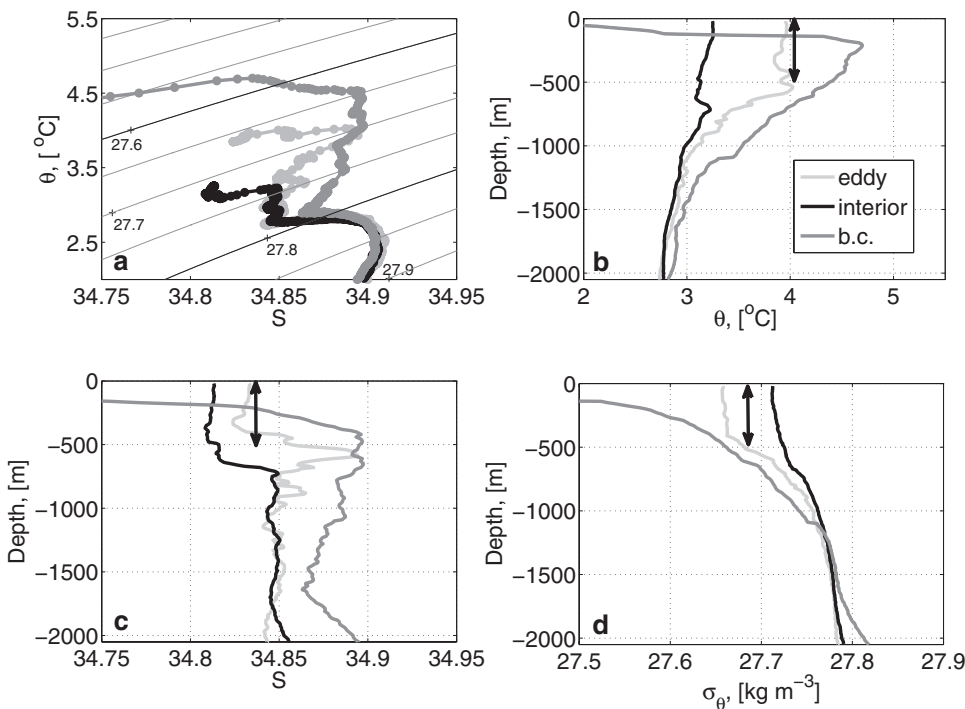 5.5
4.5
3.5
2.5
θ, [ °C]
27.6
27.7
27.8
27.9
a
34.75 34.8 34.85 34.9 34.95
S
0
−500
−1000
−1500
−2000
Depth, [m]
eddy
interior
b.c.
b
2 3 4 5
θ, [°C]
0
−500
−1000
−1500
−2000
Depth, [m]
c
34.75 34.8 34.85 34.9 34.95
S
0
−500
−1000
−1500
−2000
Depth, [m]
d
27.5 27.6 27.7 27.8 27.9
σθ, [kg m−3]